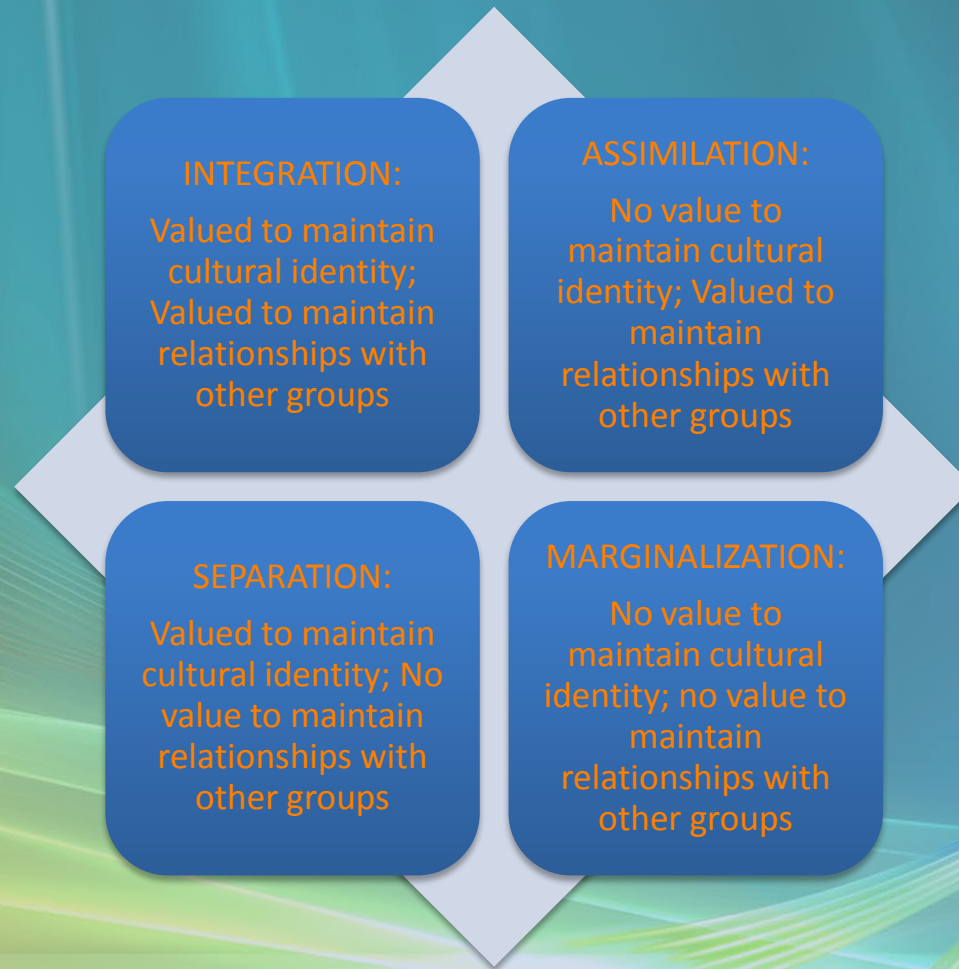 INTEGRATION:
Valued to maintain
cultural identity;
Valued to maintain
relationships with
other groups
ASSIMILATION:
No value to
maintain cultural
identity; Valued to
maintain
relationships with
other groups
SEPARATION:
Valued to maintain
cultural identity; No
value to maintain
relationships with
other groups
MARGINALIZATION:
No value to
maintain cultural
identity; no value to
maintain
relationships with
other groups